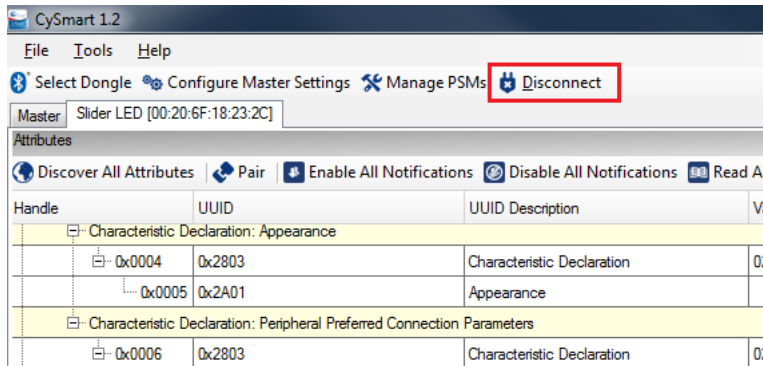 CySmart 1.2
File Tools Help
Select Dongle Configure Master Settings Manage PSMs Disconnect
Master Slider LED [00:20:6F:18:23:2C]
Attributes
Discover All Attributes Pair Enable All Notifications Disable All Notifications Read A
Handle UUID UUID Description
Characteristic Declaration: Appearance
0x0004 0x2803 Characteristic Declaration
0x0005 0x2A01 Appearance
Characteristic Declaration: Peripheral Preferred Connection Parameters
0x0006 0x2803 Characteristic Declaration